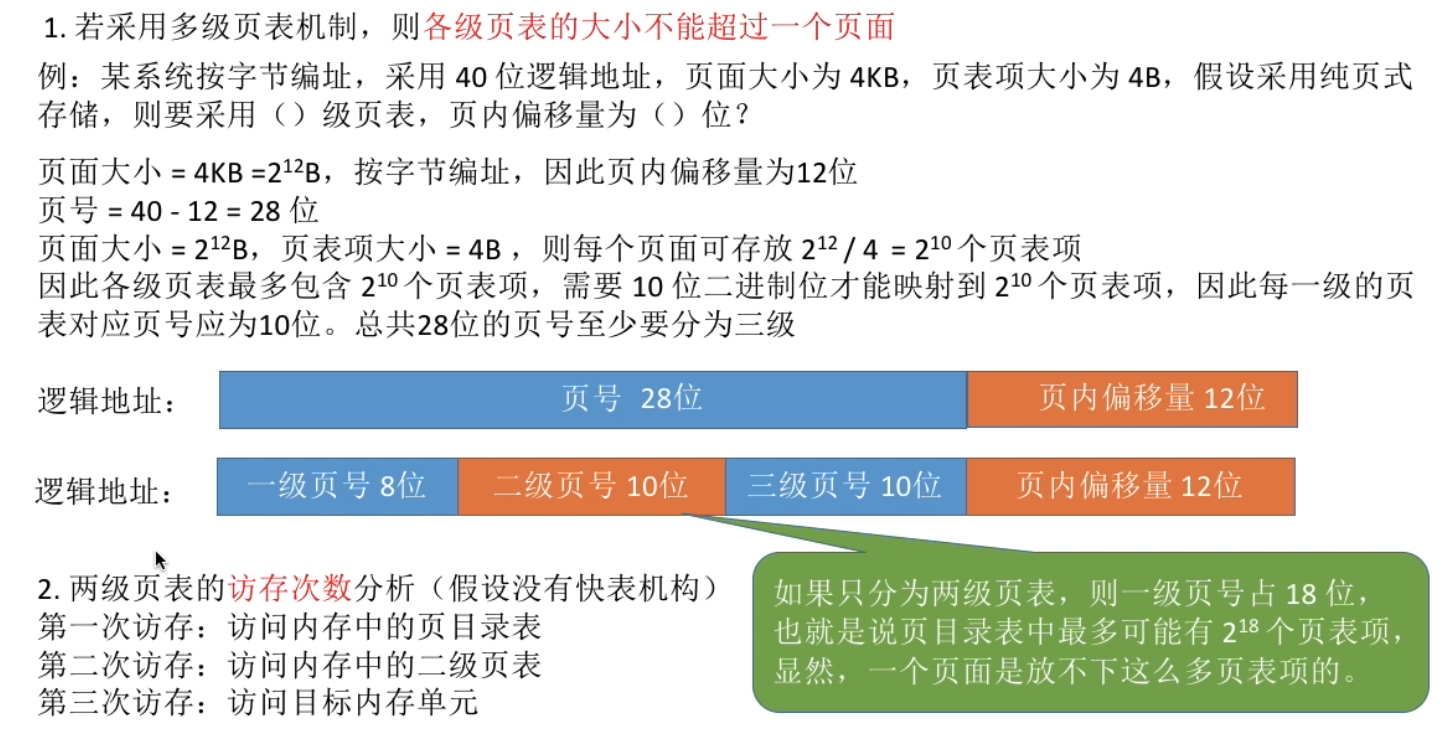 1. 若采用多级页表机制，则各级页表的大小不能超过一个页面
例：某系统按字节编址，采用 40 位逻辑地址，页面大小为 4KB，页表项大小为 4B，假设采用纯页式
存储，则要采用（）级页表，页内偏移量为（）位？
页面大小 = 4KB =2¹²B，按字节编址，因此页内偏移量为12位
页号 = 40 - 12 = 28 位
页面大小 = 2¹²B，页表项大小 = 4B ，则每个页面可存放 2¹² / 4 = 2¹⁰ 个页表项
因此各级页表最多包含 2¹⁰ 个页表项，需要 10 位二进制位才能映射到 2¹⁰ 个页表项，因此每一级的页
表对应页号应为10位。总共28位的页号至少要分为三级
逻辑地址： 页号 28位 页内偏移量 12位
逻辑地址： 一级页号 8位 二级页号 10位 三级页号 10位 页内偏移量 12位
2. 两级页表的访存次数分析（假设没有快表机构）
第一次访存：访问内存中的页目录表
第二次访存：访问内存中的二级页表
第三次访存：访问目标内存单元
如果只分为两级页表，则一级页号占 18 位，
也就是说页目录表中最多可能有 2¹⁸ 个页表项，
显然，一个页面是放不下这么多页表项的。